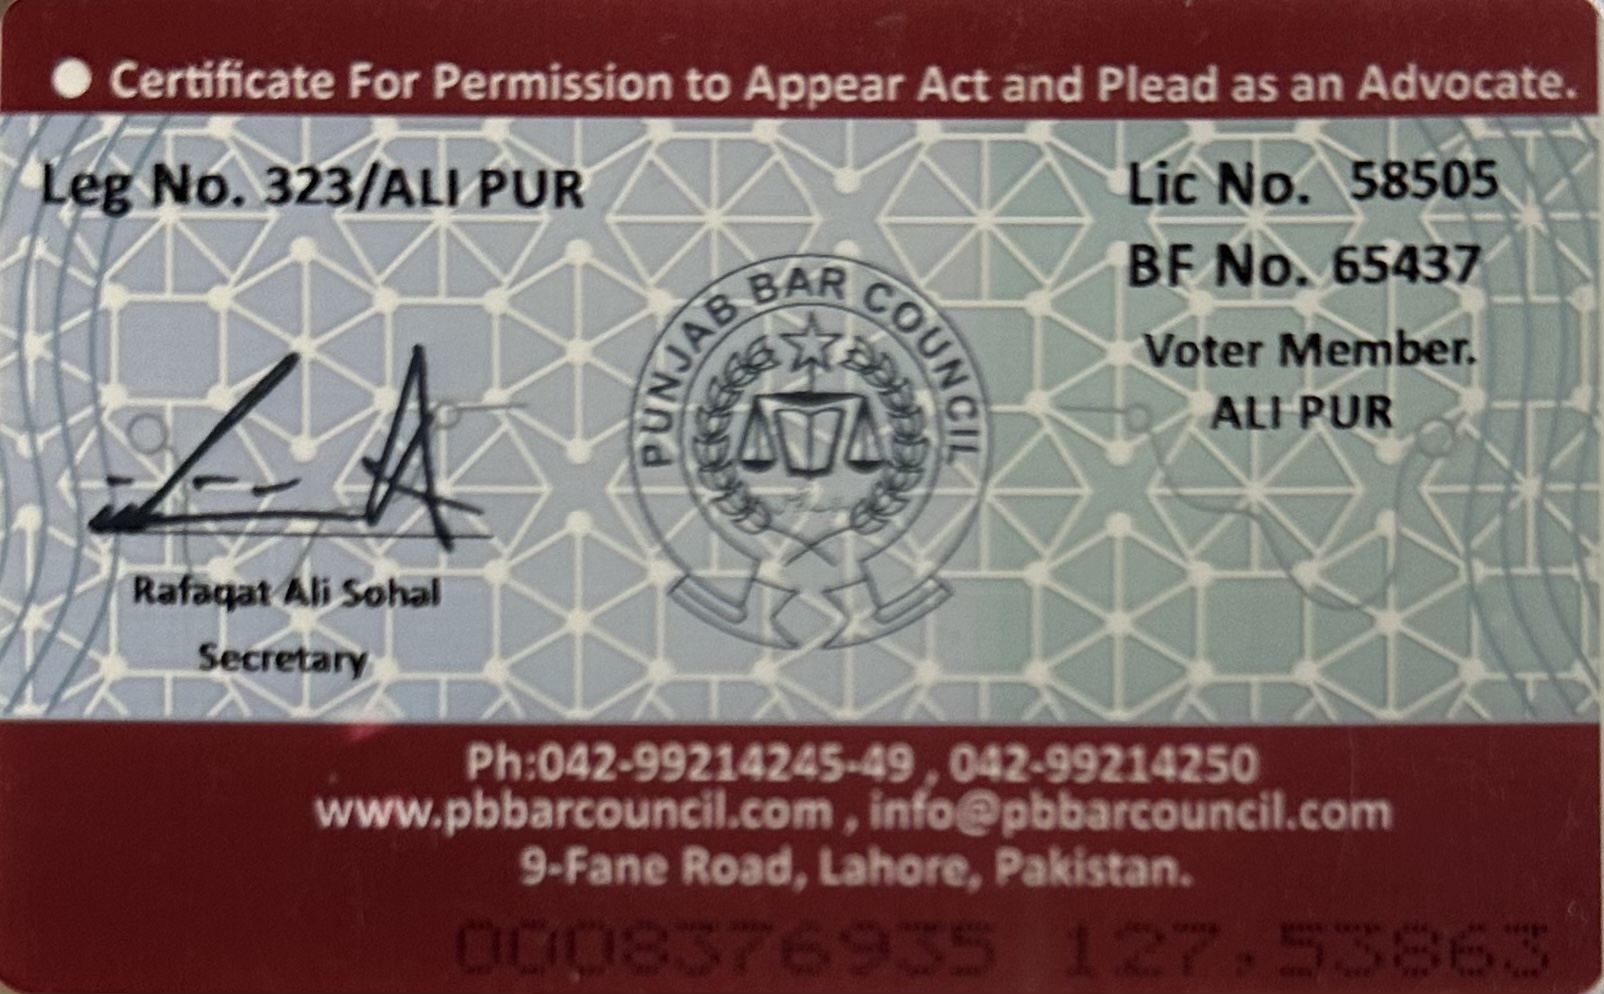 Certificate For Permission to Appear Act and Plead as an Advocate.
Leg No. 323/ALI PUR
Lic No. 58505
BF No. 65437
Voter Member.
ALI PUR
PUNJAB BAR COUNCIL
Rafaqat Ali Sohal
Secretary
Ph:042-99214245-49 , 042-99214250
www.pbbarcouncil.com , info@pbbarcouncil.com
9-Fane Road, Lahore, Pakistan.
0008376935 127,53863